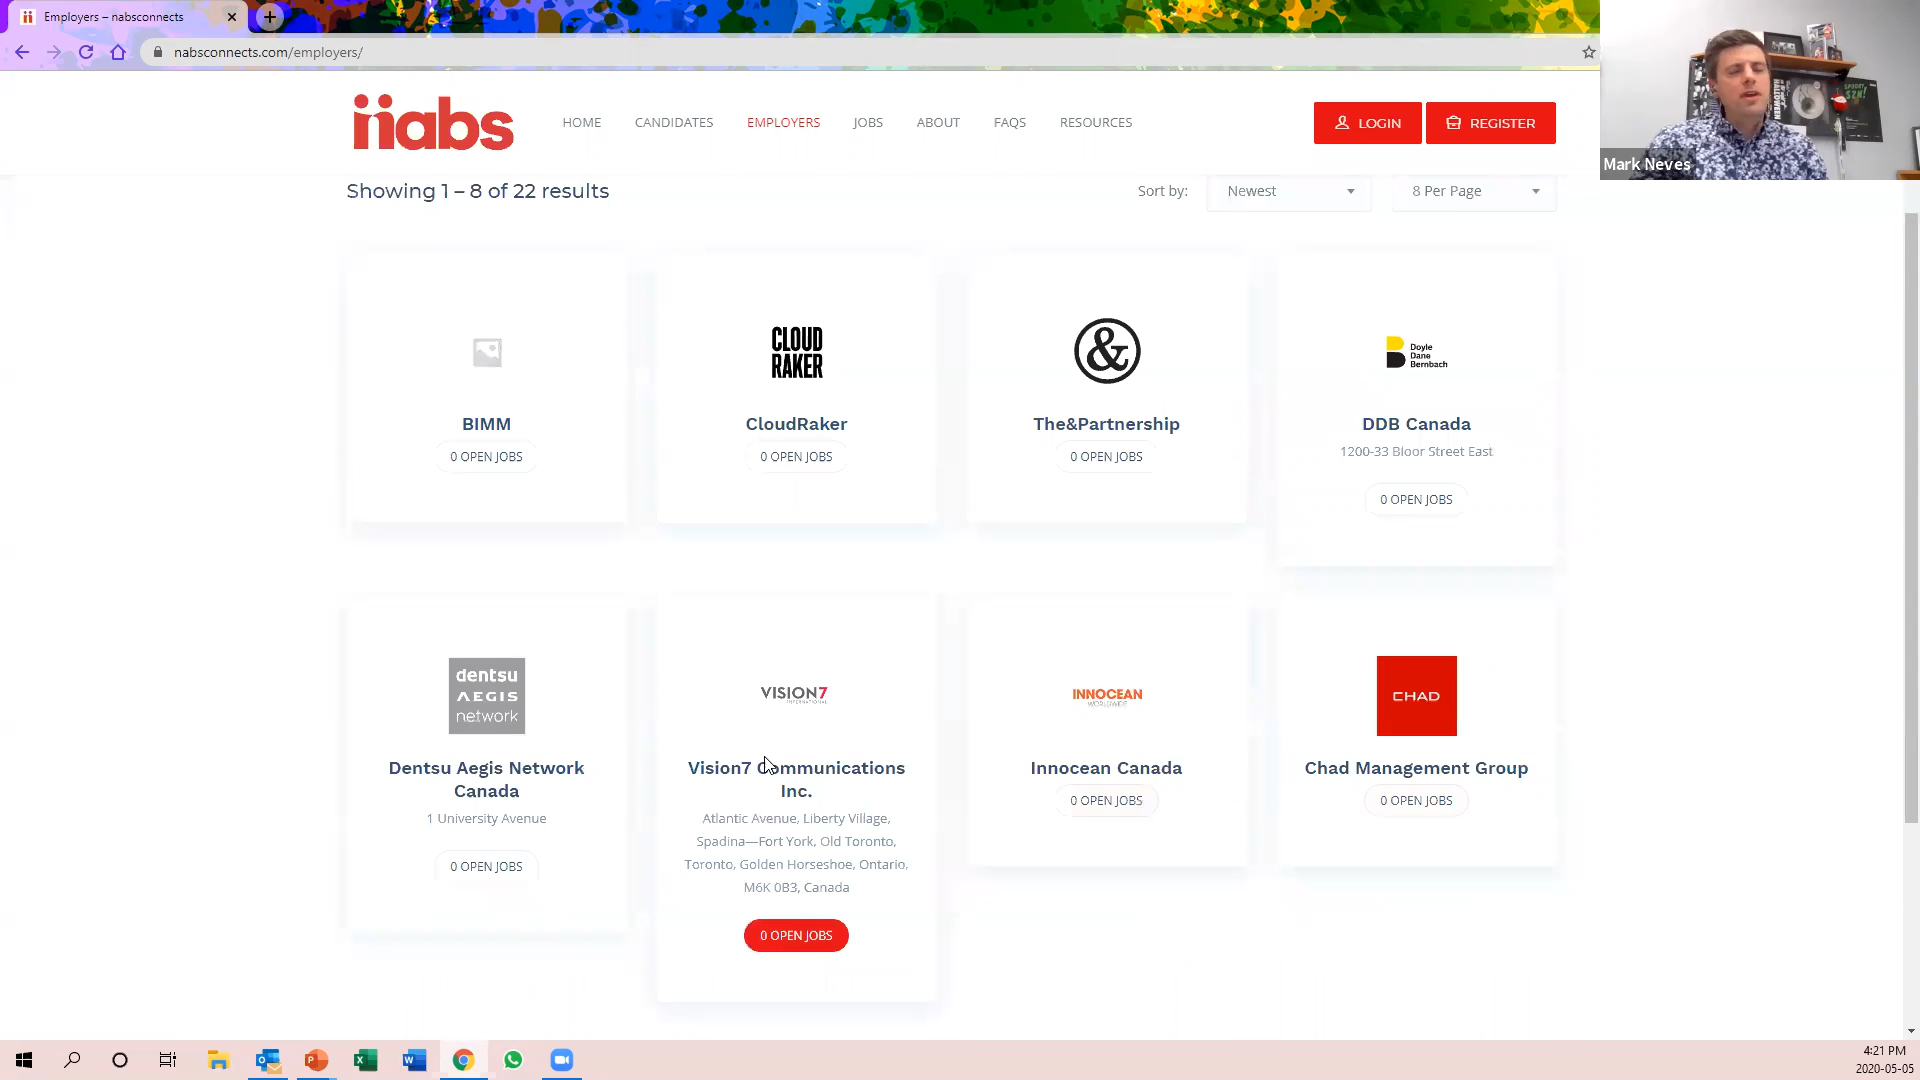 Employers – nabsconnects
nabsconnects.com/employers/
nabs
HOME
CANDIDATES
EMPLOYERS
JOBS
ABOUT
FAQS
RESOURCES
LOGIN
REGISTER
Mark Neves
Showing 1 – 8 of 22 results
Sort by:
Newest
8 Per Page
BIMM
0 OPEN JOBS
CLOUD
RAKER
CloudRaker
0 OPEN JOBS
&
The&Partnership
0 OPEN JOBS
Doyle
Dane
Bernbach
DDB Canada
1200-33 Bloor Street East
0 OPEN JOBS
dentsu
AEGIS
network
Dentsu Aegis Network
Canada
1 University Avenue
0 OPEN JOBS
VISION7
INTERNATIONAL
Vision7 Communications
Inc.
Atlantic Avenue, Liberty Village,
Spadina—Fort York, Old Toronto,
Toronto, Golden Horseshoe, Ontario,
M6K 0B3, Canada
0 OPEN JOBS
INNOCEAN
WORLDWIDE
Innocean Canada
0 OPEN JOBS
CHAD
Chad Management Group
0 OPEN JOBS
4:21 PM
2020-05-05